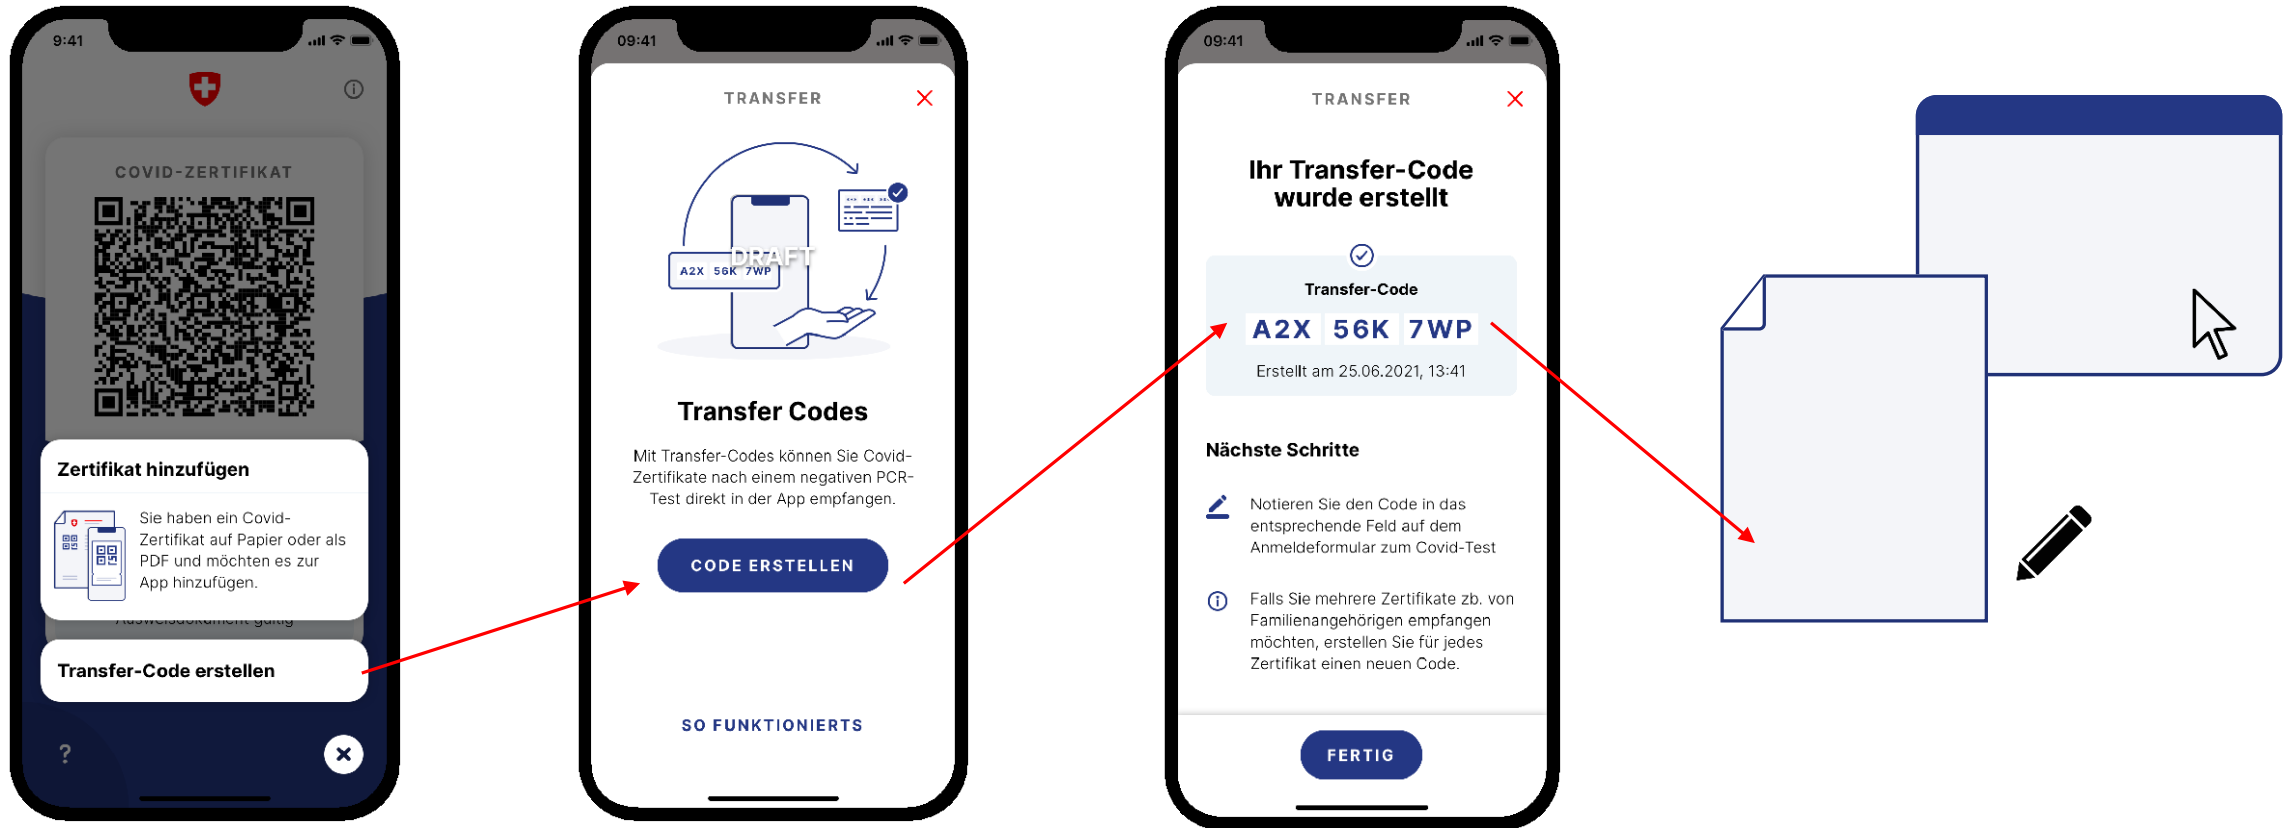 9:41
COVID-ZERTIFIKAT
Zertifikat hinzufügen
Sie haben ein Covid-
Zertifikat auf Papier oder als
PDF und möchten es zur
App hinzufügen.
Ausweisdokument gültig
Transfer-Code erstellen
?
09:41
TRANSFER
DRAFT
A2X 56K 7WP
Transfer Codes
Mit Transfer-Codes können Sie Covid-
Zertifikate nach einem negativen PCR-
Test direkt in der App empfangen.
CODE ERSTELLEN
SO FUNKTIONIERTS
09:41
TRANSFER
Ihr Transfer-Code
wurde erstellt
Transfer-Code
A2X 56K 7WP
Erstellt am 25.06.2021, 13:41
Nächste Schritte
Notieren Sie den Code in das
entsprechende Feld auf dem
Anmeldeformular zum Covid-Test
Falls Sie mehrere Zertifikate zb. von
Familienangehörigen empfangen
möchten, erstellen Sie für jedes
Zertifikat einen neuen Code.
FERTIG